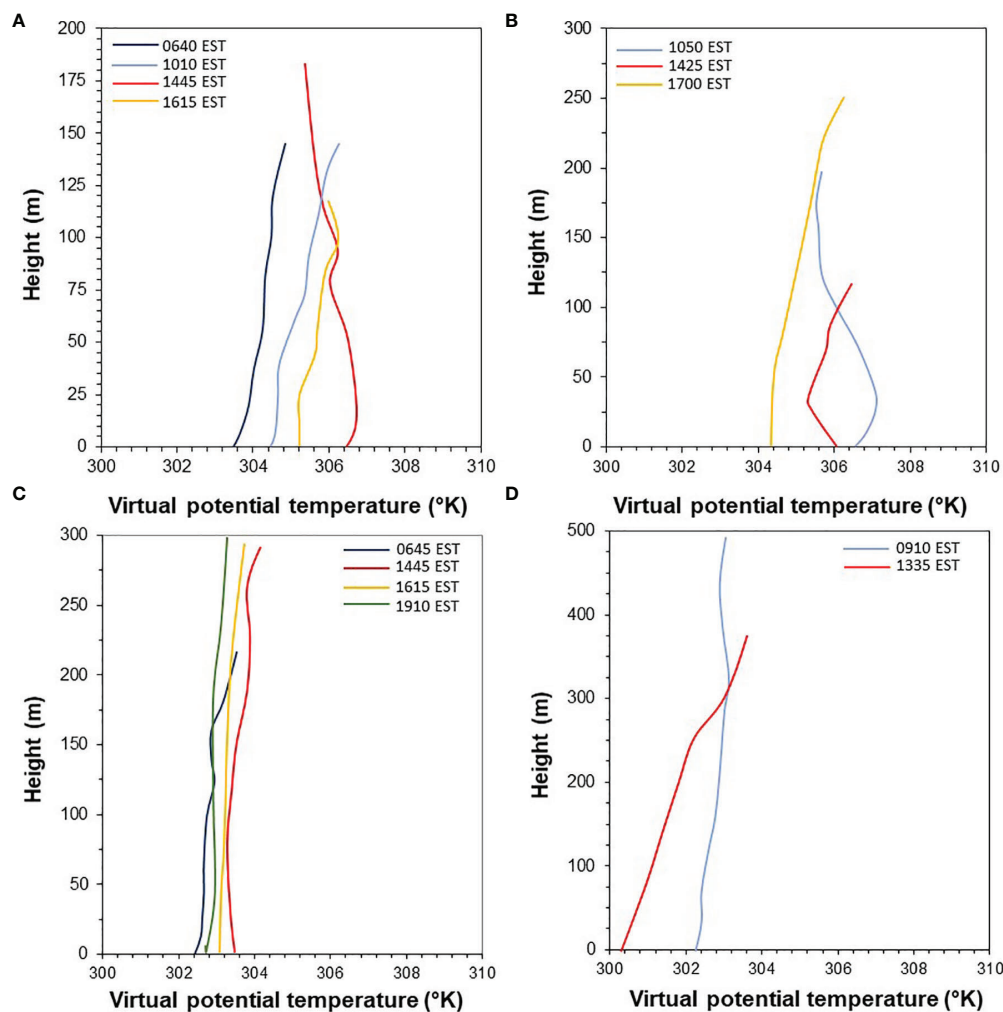 A
200
175
150
125
100
75
50
25
0
Height (m)
0640 EST
1010 EST
1445 EST
1615 EST
300 302 304 306 308 310
Virtual potential temperature (°K)
B
300
250
200
150
100
50
0
Height (m)
1050 EST
1425 EST
1700 EST
300 302 304 306 308 310
Virtual potential temperature (°K)
C
300
250
200
150
100
50
0
Height (m)
0645 EST
1445 EST
1615 EST
1910 EST
300 302 304 306 308 310
Virtual potential temperature (°K)
D
500
400
300
200
100
0
Height (m)
0910 EST
1335 EST
300 302 304 306 308 310
Virtual potential temperature (°K)